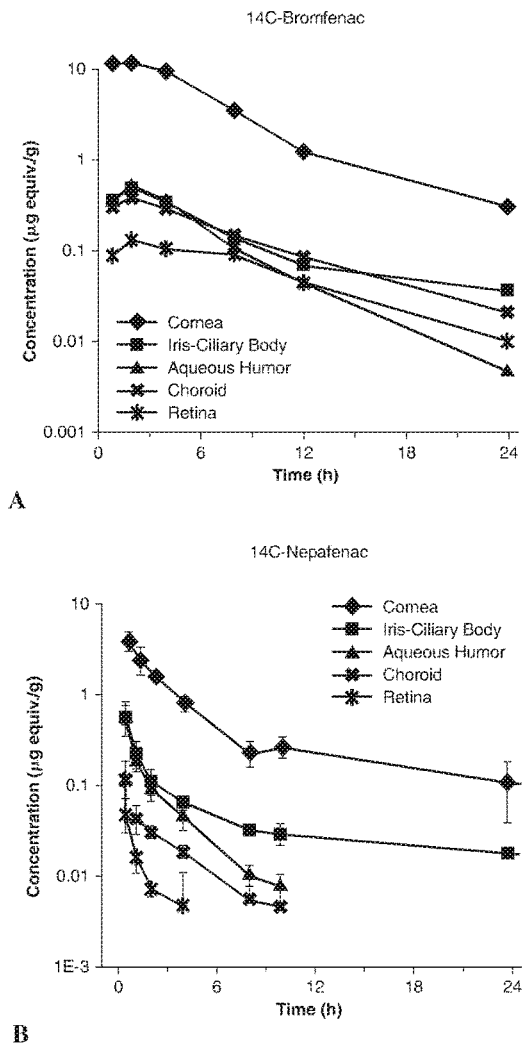 14C-Bromfenac
Concentration (µg equiv./g)
10
1
0.1
0.01
0.001
Cornea
Iris-Ciliary Body
Aqueous Humor
Choroid
Retina
0 6 12 18 24
Time (h)
A
14C-Nepafenac
Concentration (µg equiv./g)
10
1
0.1
0.01
1E-3
Cornea
Iris-Ciliary Body
Aqueous Humor
Choroid
Retina
0 6 12 18 24
Time (h)
B